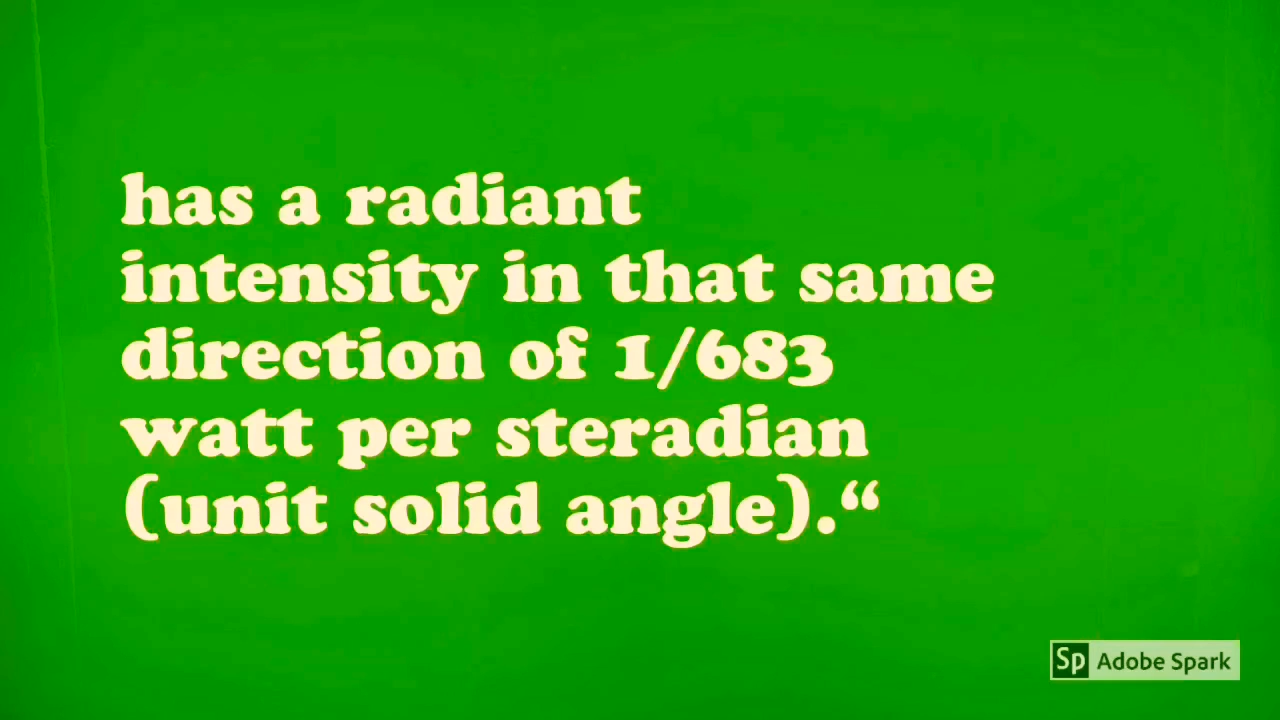 has a radiant
intensity in that same
direction of 1/683
watt per steradian
(unit solid angle).“
Sp Adobe Spark